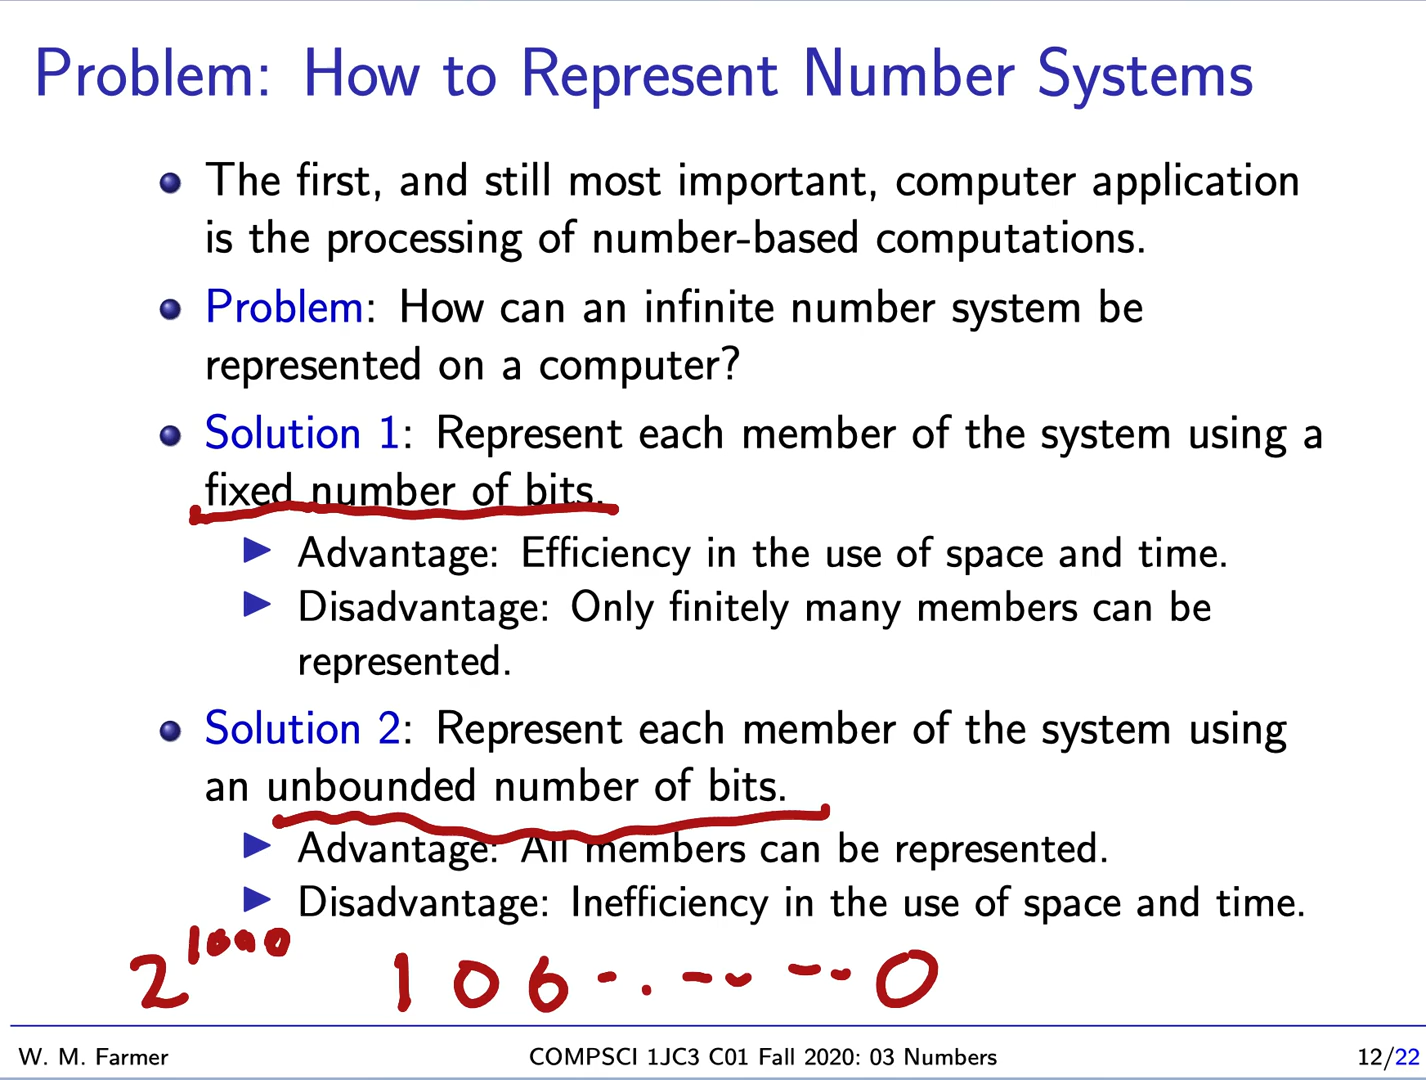 Problem: How to Represent Number Systems
The first, and still most important, computer application
is the processing of number-based computations.
Problem: How can an infinite number system be
represented on a computer?
Solution 1: Represent each member of the system using a
fixed number of bits.
Advantage: Efficiency in the use of space and time.
Disadvantage: Only finitely many members can be
represented.
Solution 2: Represent each member of the system using
an unbounded number of bits.
Advantage: All members can be represented.
Disadvantage: Inefficiency in the use of space and time.
2^1000 1 0 0 - . - - - - 0
W. M. Farmer COMPSCI 1JC3 C01 Fall 2020: 03 Numbers 12/22